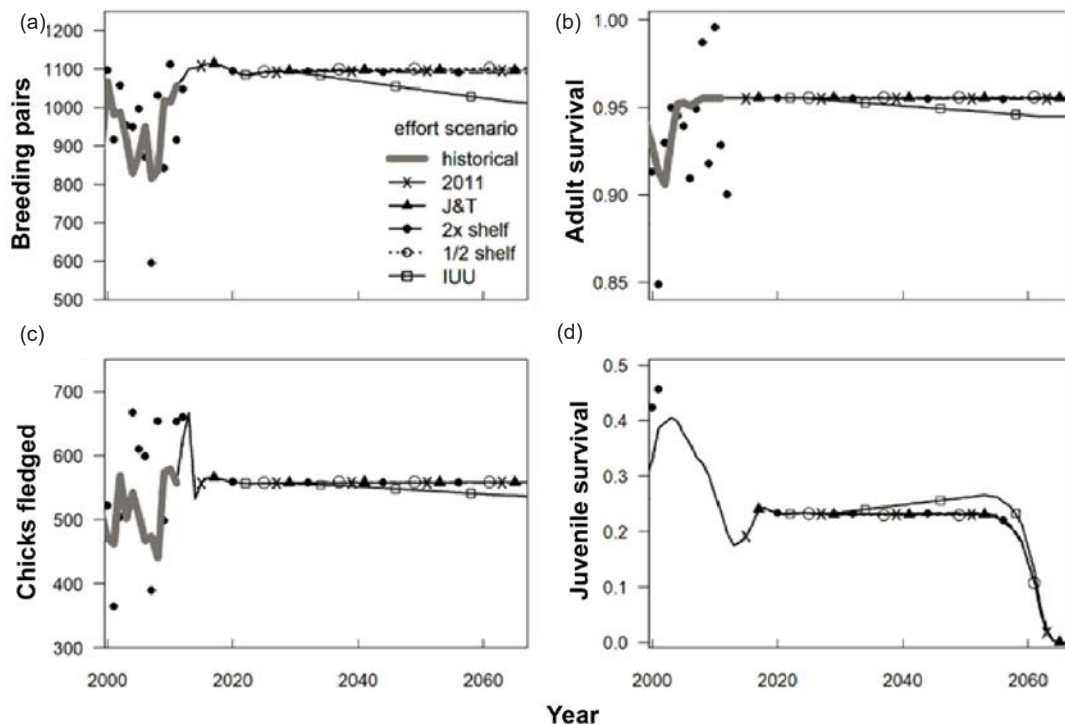 (a)
Breeding pairs
1200
1100
1000
900
800
700
600
500
effort scenario
historical
2011
J&T
2x shelf
1/2 shelf
IUU
(b)
Adult survival
1.00
0.95
0.90
0.85
(c)
Chicks fledged
700
600
500
400
300
2000 2020 2040 2060
(d)
Juvenile survival
0.5
0.4
0.3
0.2
0.1
0.0
2000 2020 2040 2060
Year